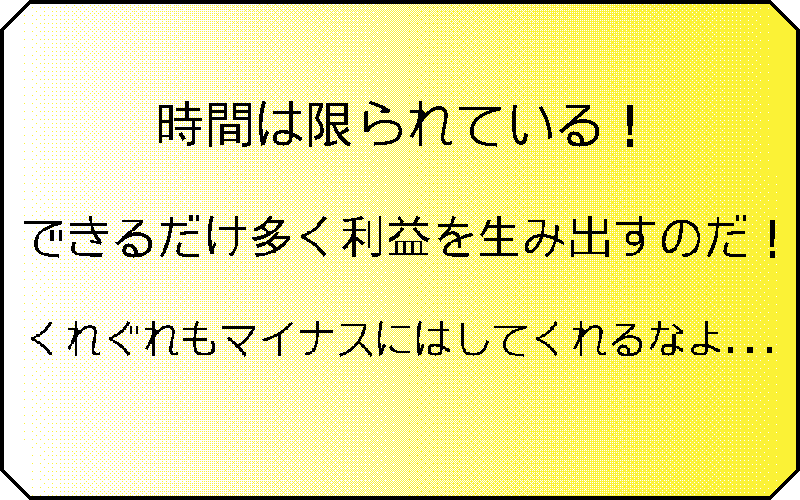 時間は限られている！
できるだけ多く利益を生み出すのだ！
くれぐれもマイナスにはしてくれるなよ...